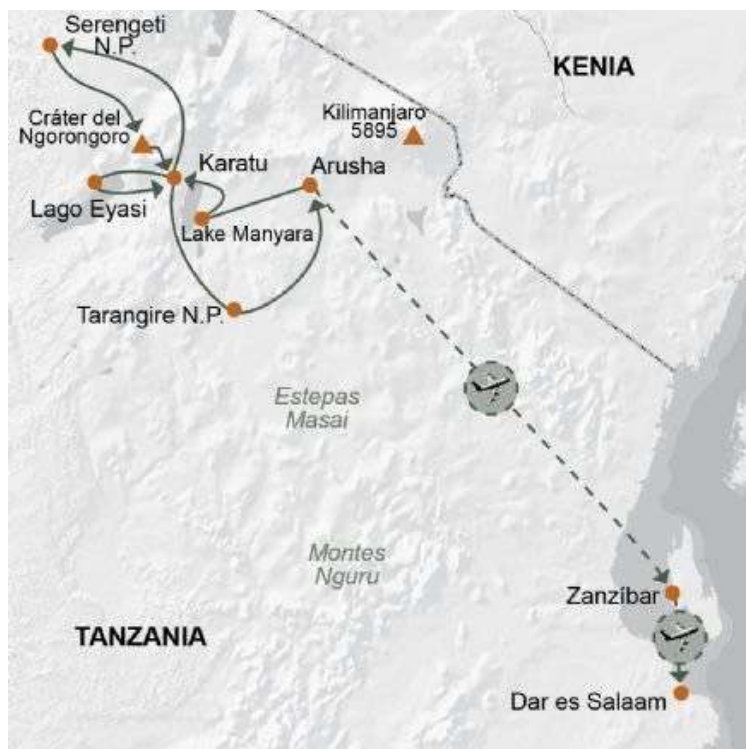 Serengeti
N.P.
KENIA
Kilimanjaro
5895
Cráter del
Ngorongoro
Karatu
Arusha
Lago Eyasi
Lake Manyara
Tarangire N.P.
Estepas
Masai
Montes
Nguru
Zanzíbar
TANZANIA
Dar es Salaam